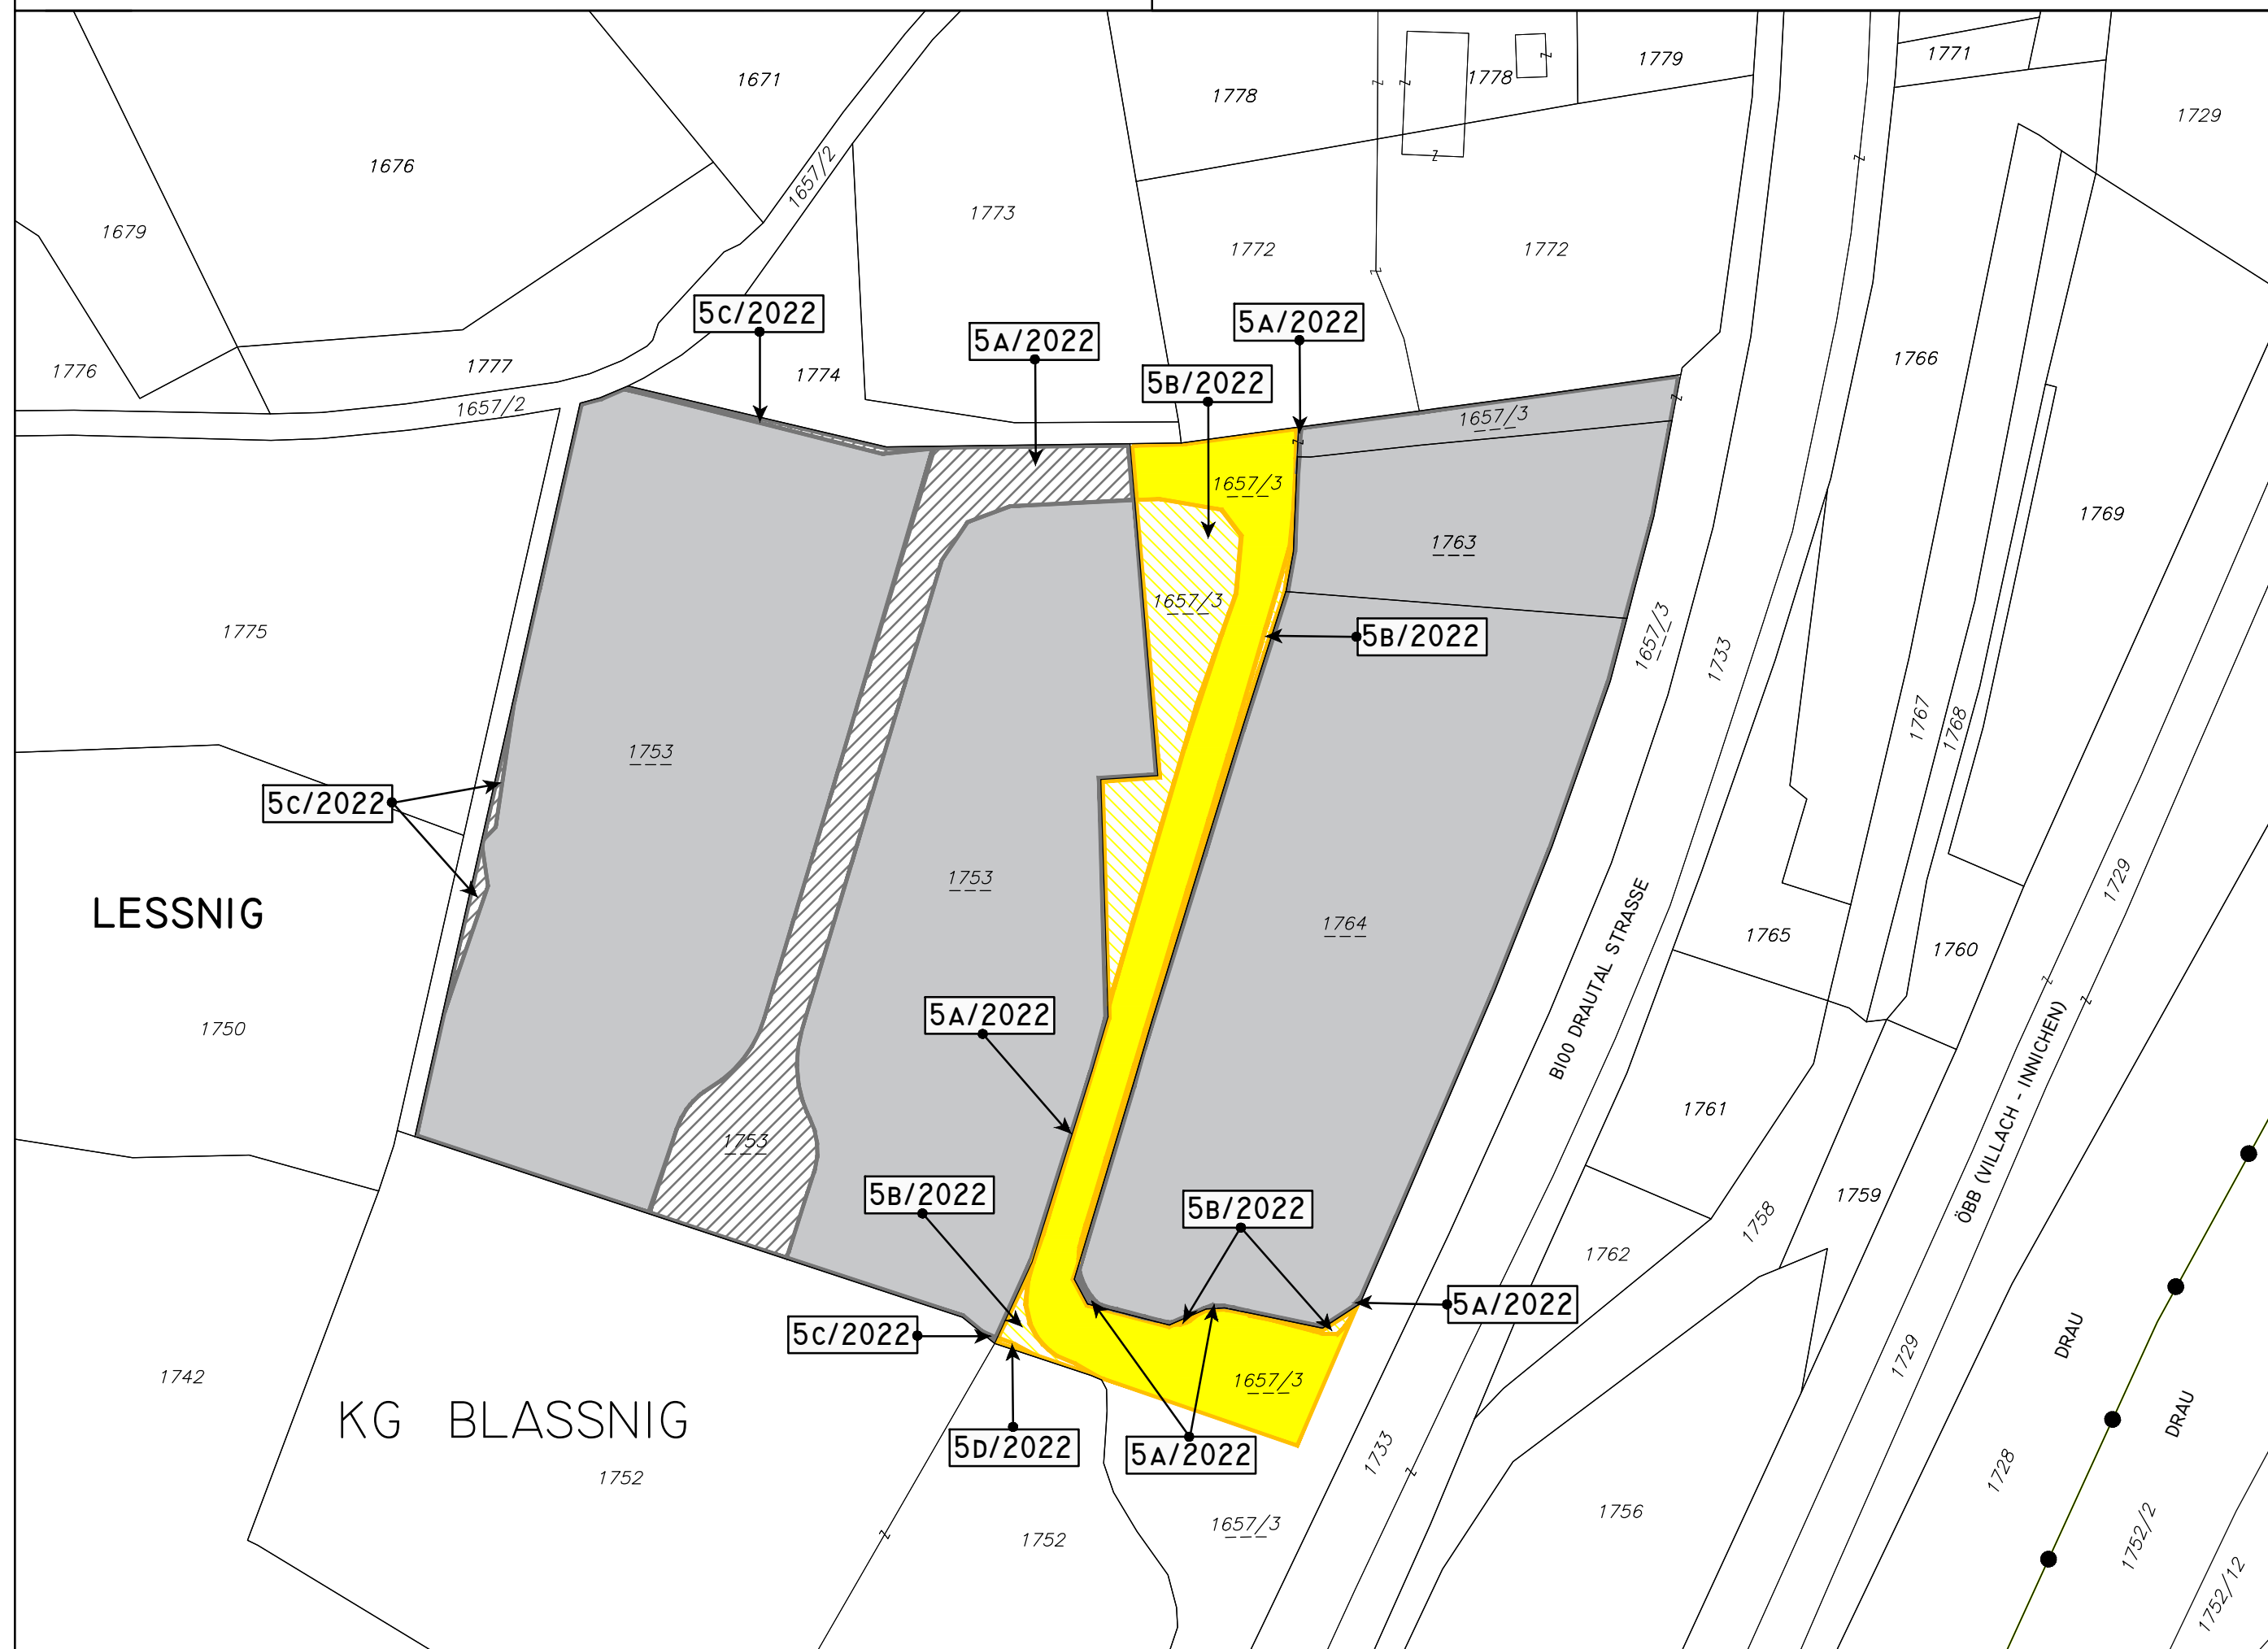 1671
1778
1778
1779
1771
1729
1676
1657/2
1679
1773
1772
1772
5C/2022
5A/2022
5A/2022
5B/2022
1776
1777
1774
1766
1657/2
1657/3
1657/3
1763
1769
1657/3
1775
5B/2022
1657/3
1733
1753
1767
1768
5C/2022
1753
1729
LESSNIG
1764
1765
1760
B100 DRAUTAL STRASSE
1750
5A/2022
ÖBB (VILLACH - INNICHEN)
1761
1753
5B/2022
5B/2022
1759
1758
1762
5C/2022
5A/2022
DRAU
1742
1657/3
1729
KG BLASSNIG
DRAU
5D/2022
5A/2022
1733
1752
1728
1756
1657/3
1752
1752/2
1752/12